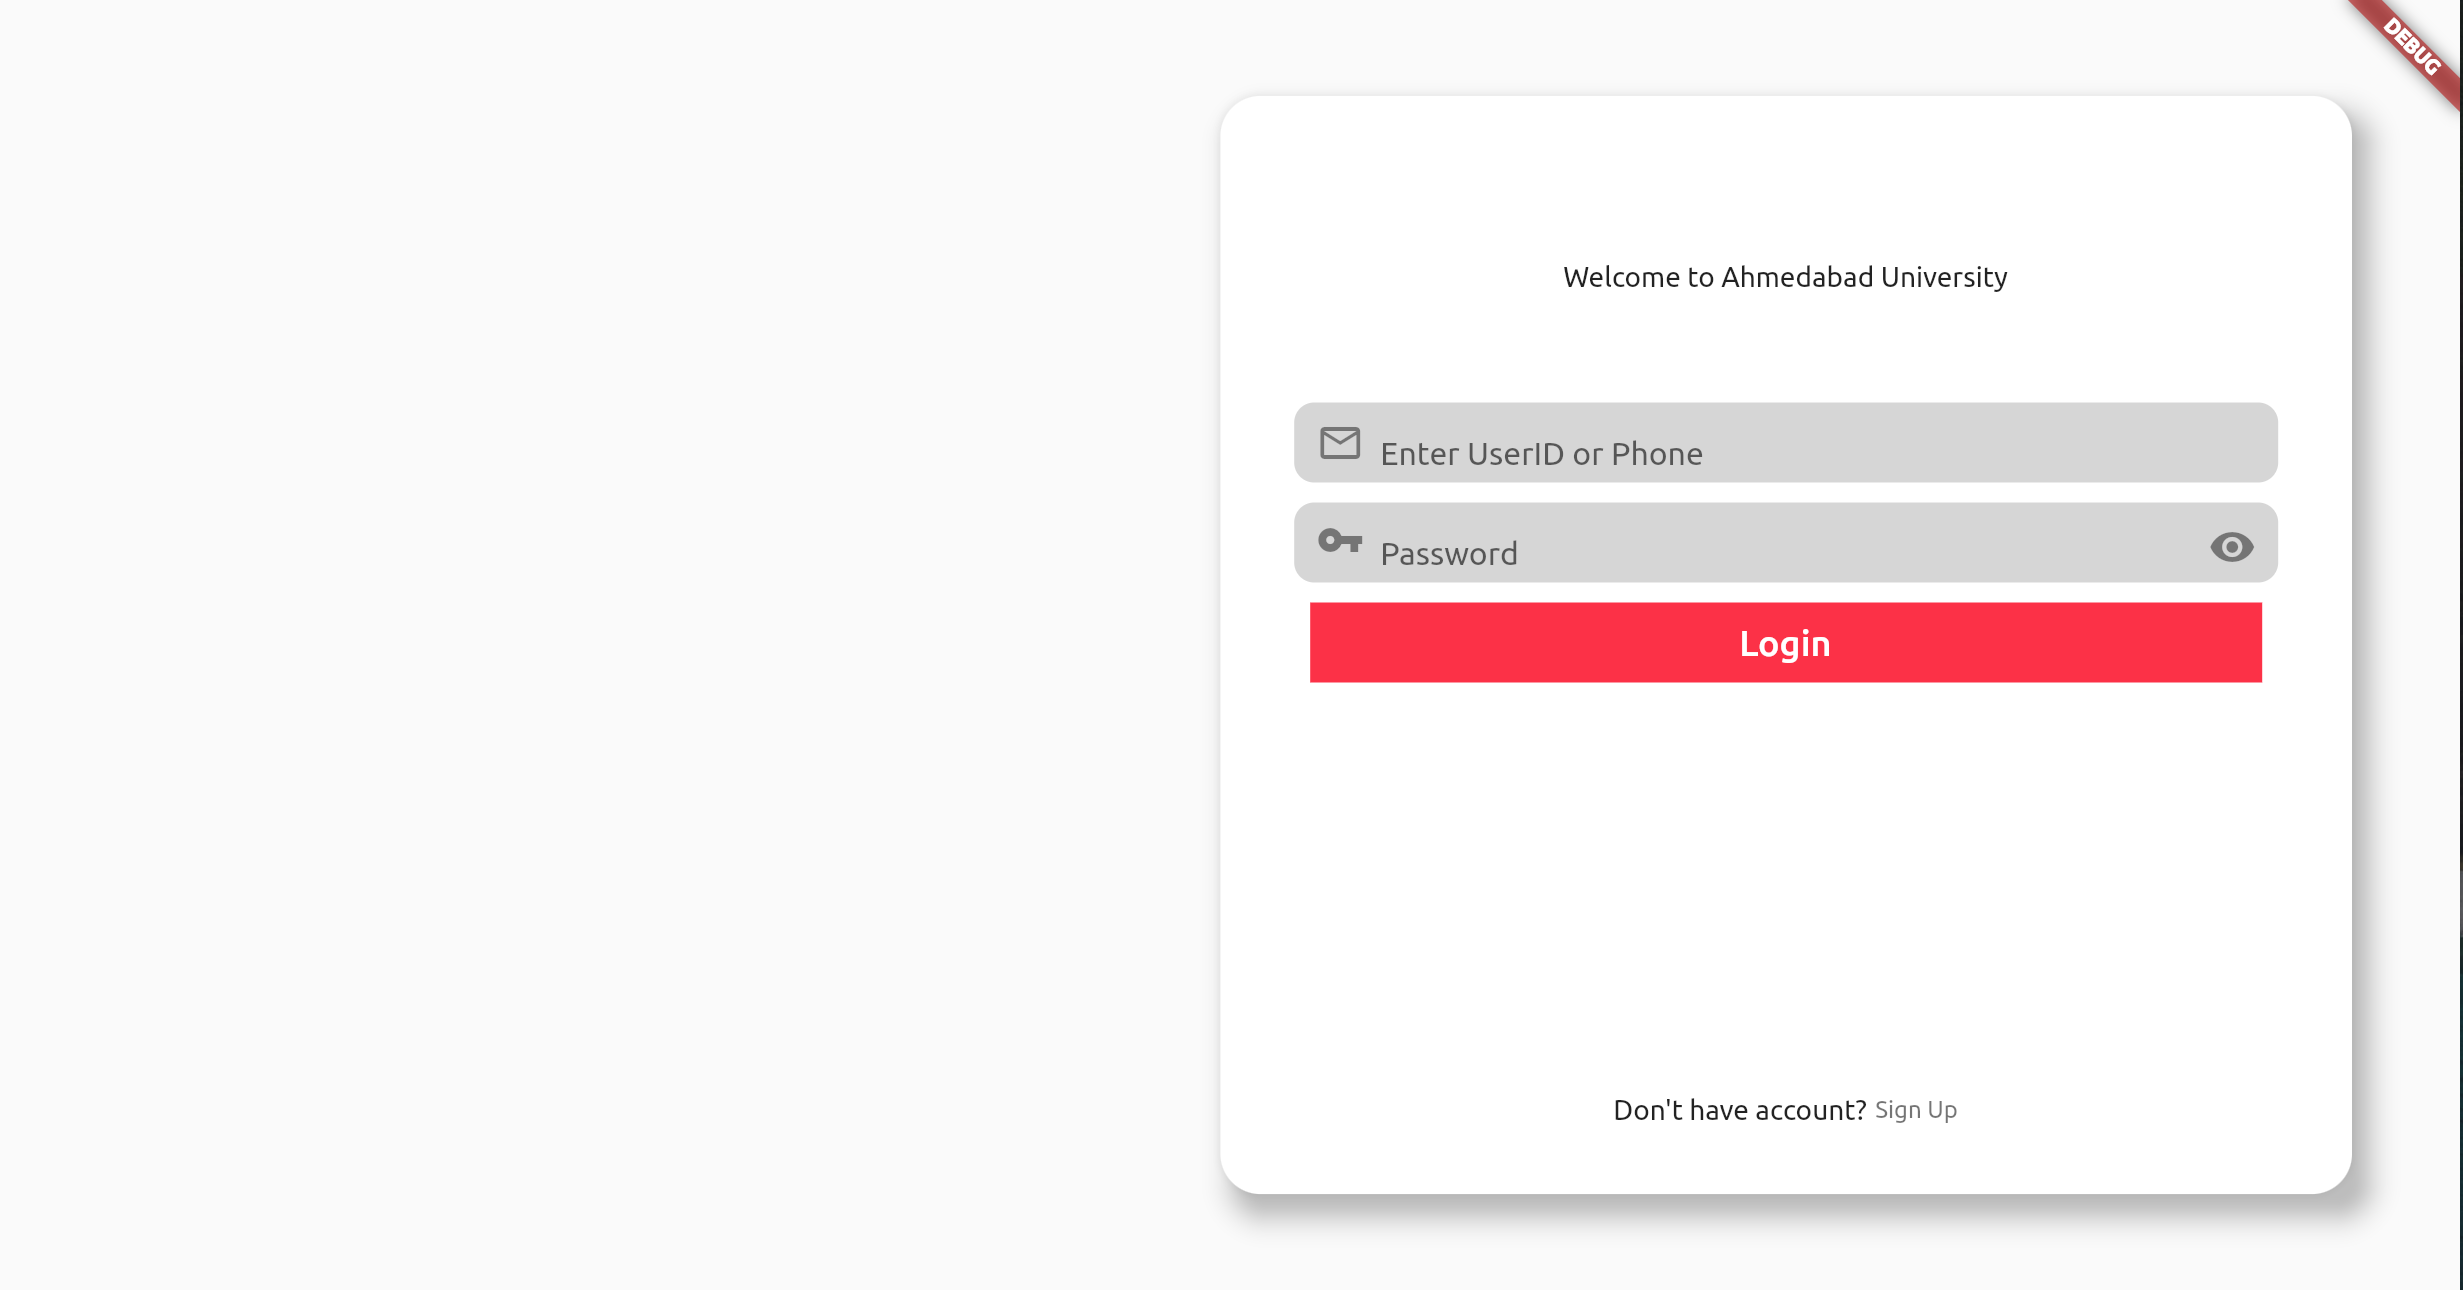 DEBUG
Welcome to Ahmedabad University
Enter UserID or Phone
Password
Login
Don't have account? Sign Up